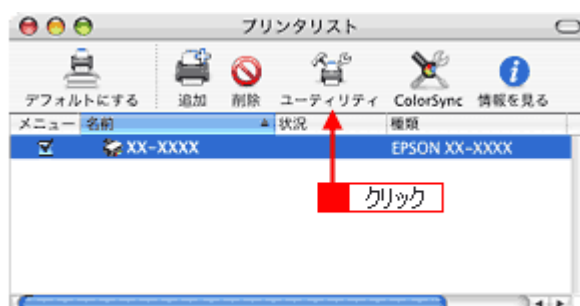 プリンタリスト
デフォルトにする 追加 削除 ユーティリティ ColorSync 情報を見る
メニュー 名前 状況 種類
XX-XXXX EPSON XX-XXXX
クリック